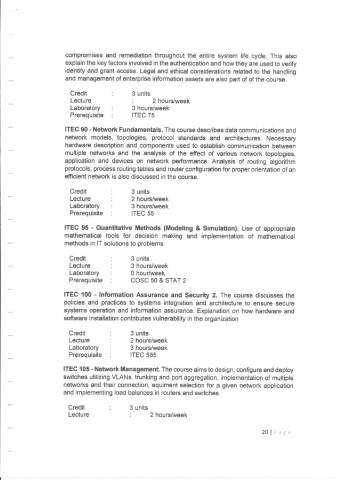 compromises and remediation throughout the entire system life cycle. This also
explain the key factors involved in the authentication and how they are used to verify
identity and grant access. Legal and ethical considerations related to the handling
and management of enterprise information assets are also part of of the course.
Credit : 3 units
Lecture : 2 hours/week
Laboratory : 3 hours/week
Prerequisite : ITEC 75
ITEC 90 - Network Fundamentals. The course describes data communications and
network models, topologies, protocol standards and architectures. Necessary
hardware description and components used to establish communication between
multiple networks and the analysis of the effect of various network topologies,
application and devices on network performance. Analysis of routing algorithm
protocols, process routing tables and router configuration for proper orientation of an
efficient network is also discussed in the course.
Credit : 3 units
Lecture : 2 hours/week
Laboratory : 3 hours/week
Prerequisite : ITEC 55
ITEC 95 - Quantitative Methods (Modeling & Simulation). Use of appropriate
mathematical tools for decision making and implementation of mathematical
methods in IT solutions to problems.
Credit : 3 units
Lecture : 3 hours/week
Laboratory : 0 hour/week
Prerequisite : COSC 50 & STAT 2
ITEC 100 - Information Assurance and Security 2. The course discusses the
policies and practices to systems integration and architecture to ensure secure
systems operation and information assurance. Explanation on how hardware and
software installation contributes vulnerability in the organization
Credit : 3 units
Lecture : 2 hours/week
Laboratory : 3 hours/week
Prerequisite : ITEC 585
ITEC 105 - Network Management. The course aims to design, configure and deploy
switches utilizing VLANs, trunking and port aggregation, implementation of multiple
networks and their connection, equiment selection for a given network application
and implementing load balances in routers and switches.
Credit : 3 units
Lecture : 2 hours/week
20 | Page